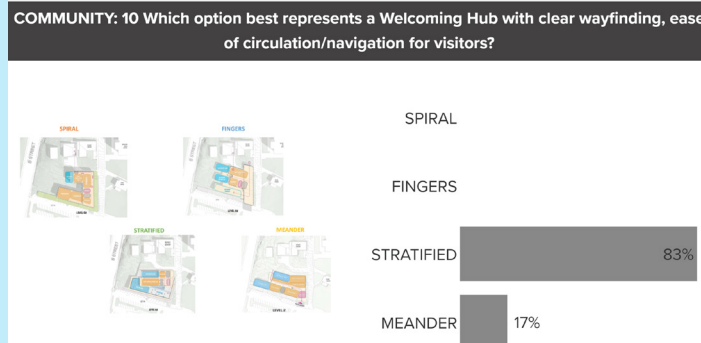 COMMUNITY: 10 Which option best represents a Welcoming Hub with clear wayfinding, ease
of circulation/navigation for visitors?
SPIRAL
FINGERS
STRATIFIED
MEANDER
SPIRAL
FINGERS
STRATIFIED
83%
MEANDER
17%